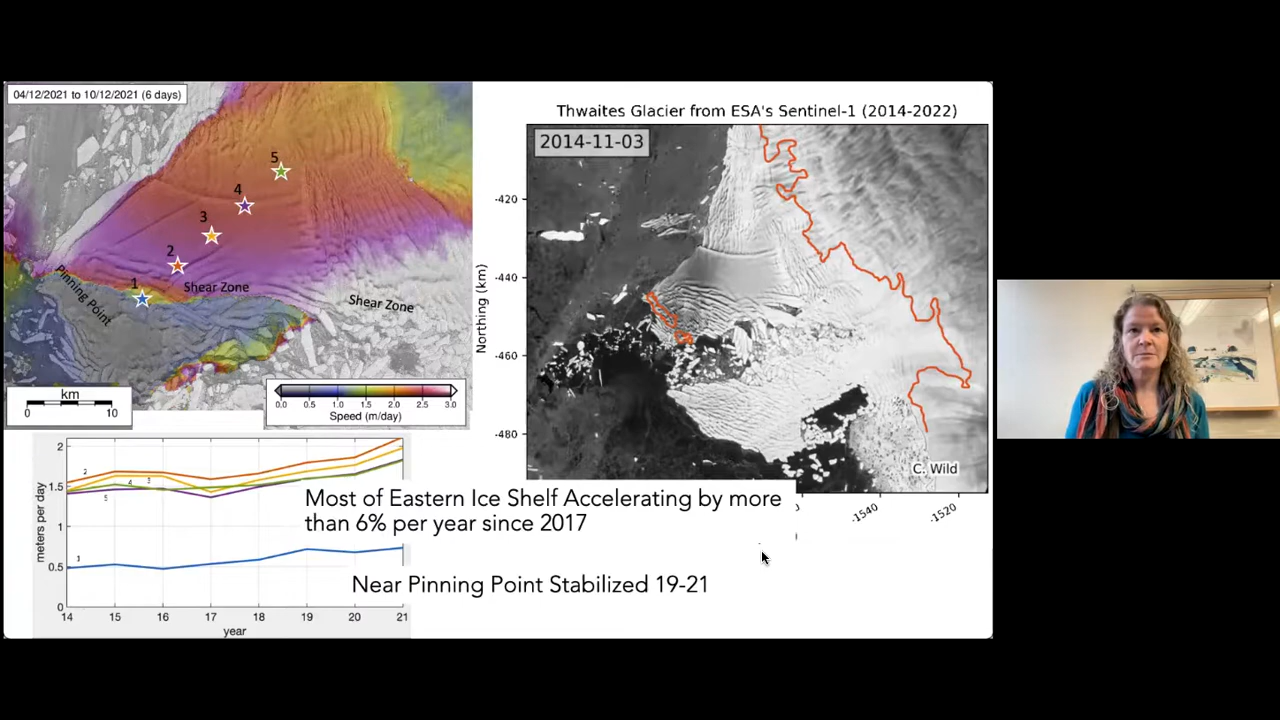 04/12/2021 to 10/12/2021 (6 days)
5
4
3
2
1
Pinning Point
Shear Zone
Shear Zone
km
0 10
0.0 0.5 1.0 1.5 2.0 2.5 3.0
Speed (m/day)
Thwaites Glacier from ESA's Sentinel-1 (2014-2022)
2014-11-03
Northing (km)
-420
-440
-460
-480
C. Wild
-1540
-1520
meters per day
2
1.5
1
0.5
0
2
4
3
5
1
14 15 16 17 18 19 20 21
year
Most of Eastern Ice Shelf Accelerating by more
than 6% per year since 2017
Near Pinning Point Stabilized 19-21